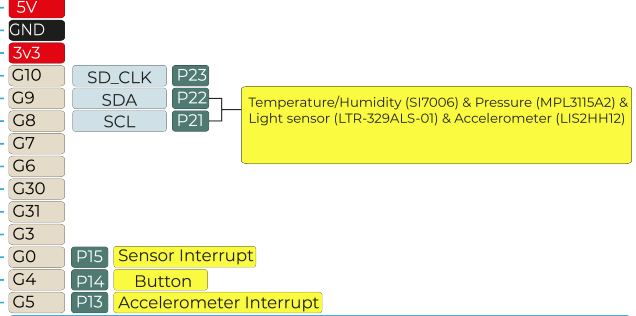 5V
GND
3v3
G10 SD_CLK P23
G9 SDA P22
G8 SCL P21
Temperature/Humidity (SI7006) & Pressure (MPL3115A2) &
Light sensor (LTR-329ALS-01) & Accelerometer (LIS2HH12)
G7
G6
G30
G31
G3
G0 P15 Sensor Interrupt
G4 P14 Button
G5 P13 Accelerometer Interrupt